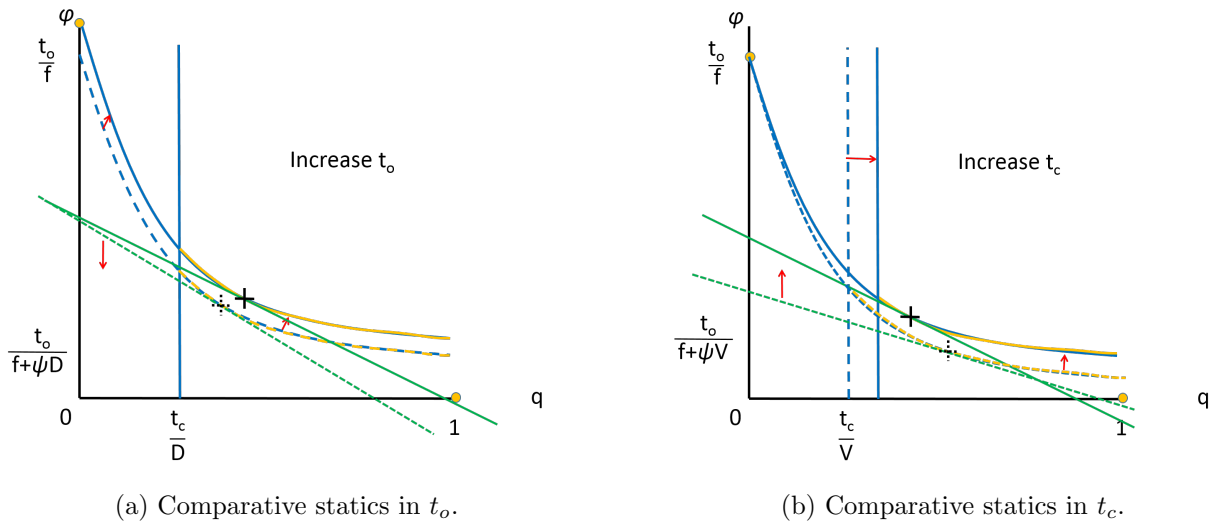 φ
t_o
f
Increase t_o
t_o
f+ψD
0
t_c
D
1
q
(a) Comparative statics in t_o.
φ
t_o
f
Increase t_c
t_o
f+ψV
0
t_c
V
1
q
(b) Comparative statics in t_c.